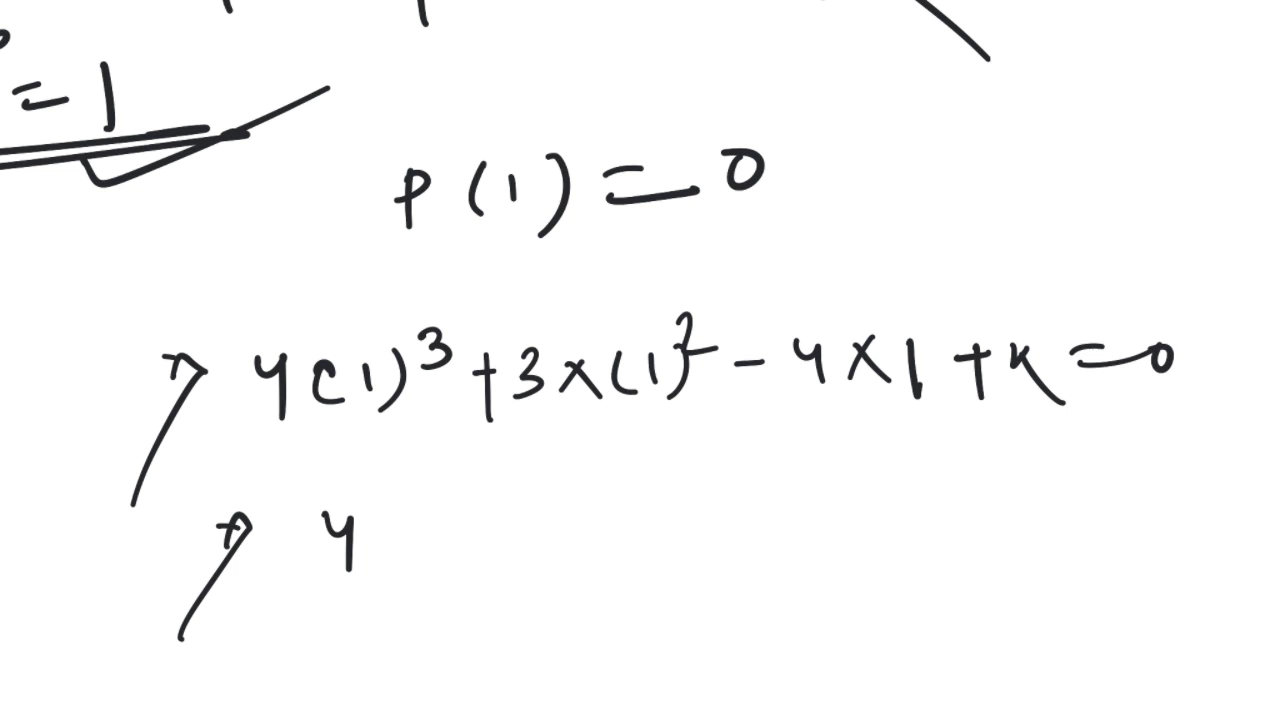 = 1
P(1) = 0
4(1)³ + 3×(1)² - 4×1 + K = 0
4